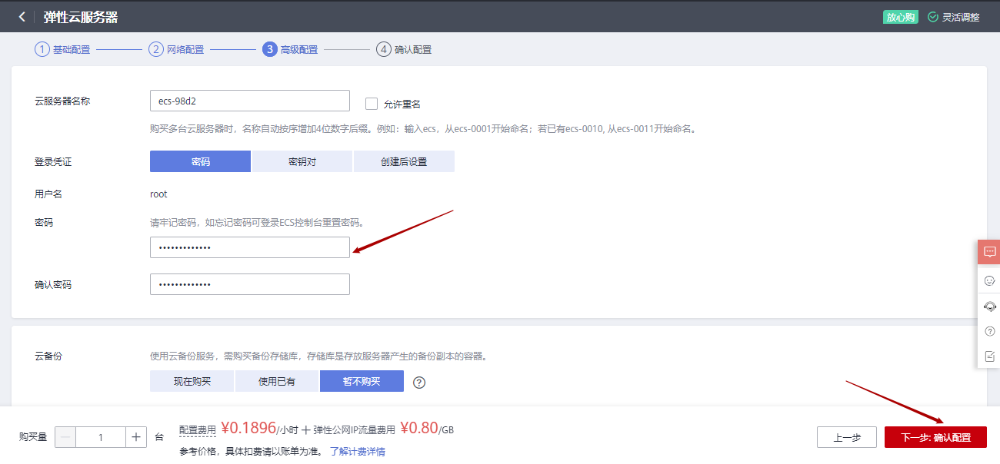 弹性云服务器 放心购 灵活调整
1 基础配置 2 网络配置 3 高级配置 4 确认配置
云服务器名称 ecs-98d2 允许重名
购买多台云服务器时，名称自动按序增加4位数字后缀。例如：输入ecs，从ecs-0001开始命名；若已有ecs-0010, 从ecs-0011开始命名。
登录凭证 密码 密钥对 创建后设置
用户名 root
密码 请牢记密码，如忘记密码可登录ECS控制台重置密码。
•••••••••••••
确认密码 •••••••••••••
云备份 使用云备份服务，需购买备份存储库，存储库是存放服务器产生的备份副本的容器。
现在购买 使用已有 暂不购买 ?
购买量 — 1 + 台 配置费用 ¥0.1896/小时 + 弹性公网IP流量费用 ¥0.80/GB 上一步 下一步: 确认配置
参考价格，具体扣费请以账单为准。 了解计费详情